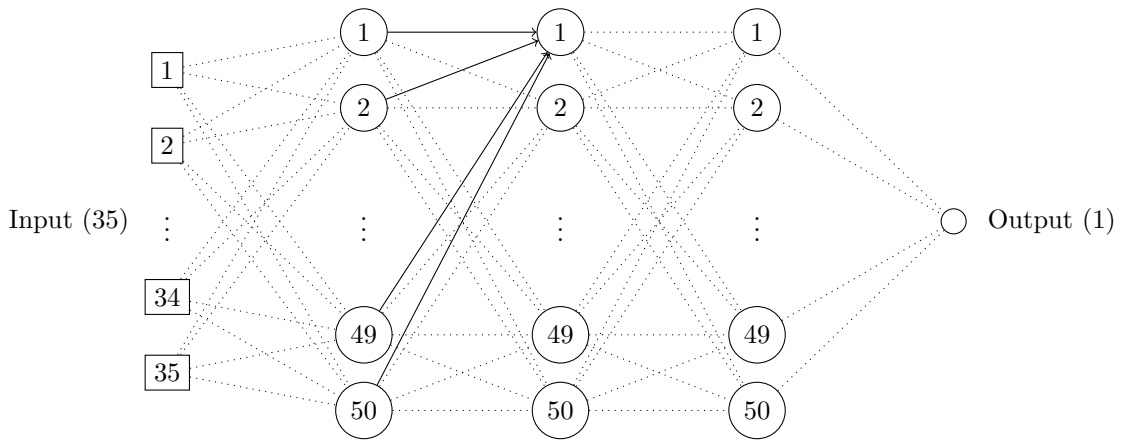 1 1 1
1
2 2 2
2
Input (35) ⋮ ⋮ ⋮ ⋮ Output (1)
34
49 49 49
35
50 50 50